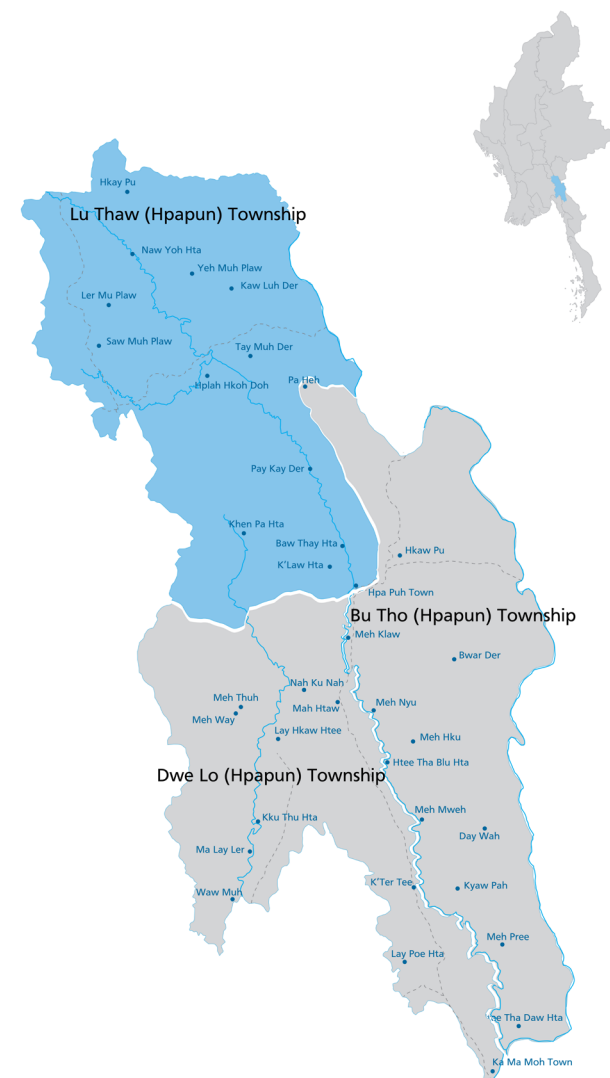 Hkay Pu
Lu Thaw (Hpapun) Township
Naw Yoh Hta
Yeh Muh Plaw
Kaw Luh Der
Ler Mu Plaw
Saw Muh Plaw
Tay Muh Der
Pa Heh
Hplah Hkoh Doh
Pay Kay Der
Khen Pa Hta
Baw Thay Hta
Hkaw Pu
K'Law Hta
Hpa Puh Town
Bu Tho (Hpapun) Township
Meh Klaw
Bwar Der
Nah Ku Nah
Meh Thuh
Mah Htaw
Meh Nyu
Meh Way
Lay Hkaw Htee
Meh Hku
Htee Tha Blu Hta
Dwe Lo (Hpapun) Township
Meh Mweh
Kku Thu Hta
Day Wah
Ma Lay Ler
K'Ter Tee
Kyaw Pah
Waw Muh
Meh Pree
Lay Poe Hta
Tha Daw Hta
Ka Ma Moh Town